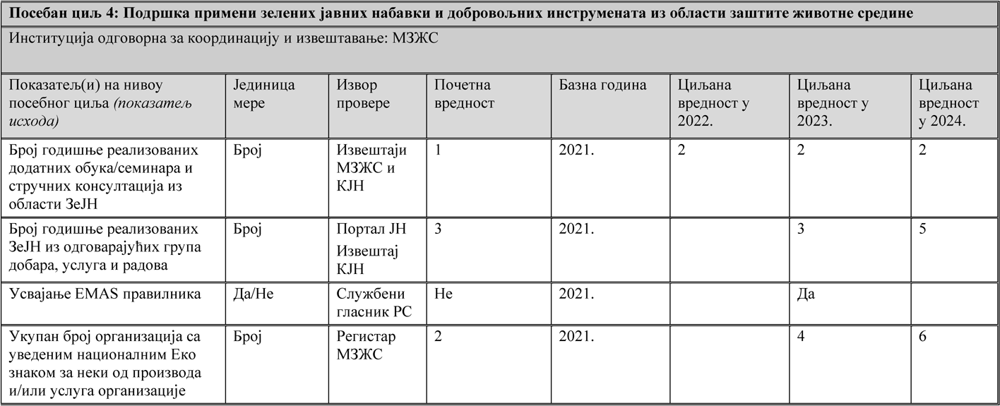 Посебан циљ 4: Подршка примени зелених јавних набавки и добровољних инструмената из области заштите животне средине
Институција одговорна за координацију и извештавање: МЗЖС
Показатељ(и) на нивоу
посебног циља (показатељ
исхода)
Јединица
мере
Извор
провере
Почетна
вредност
Базна година
Циљана
вредност у
2022.
Циљана
вредност у
2023.
Циљана
вредност
у 2024.
Број годишње реализованих
додатних обука/семинара и
стручних консултација из
области ЗеЈН
Број
Извештаји
МЗЖС и
КЈН
1
2021.
2
2
2
Број годишње реализованих
ЗеЈН из одговарајућих група
добара, услуга и радова
Број
Портал ЈН
Извештај
КЈН
3
2021.
3
5
Усвајање EMAS правилника
Да/Не
Службени
гласник РС
Не
2021.
Да
Укупан број организација са
уведеним националним Еко
знаком за неки од производа
и/или услуга организације
Број
Регистар
МЗЖС
2
2021.
4
6